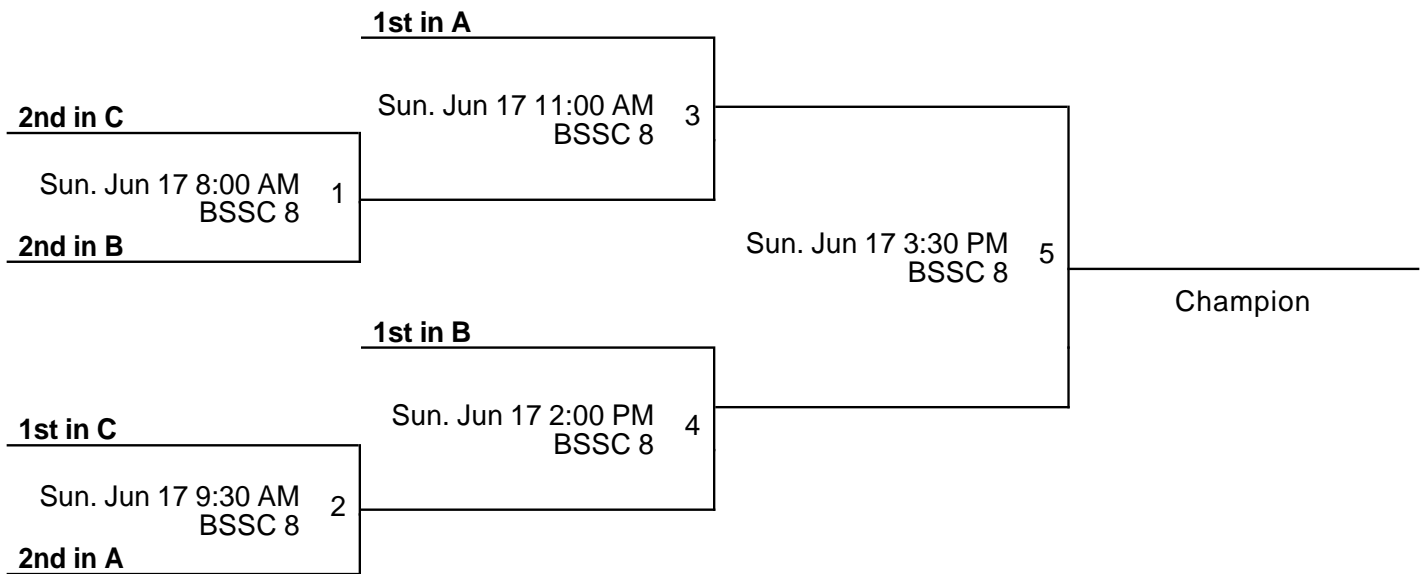 1st in A
Sun. Jun 17 11:00 AM
BSSC 8
3
2nd in C
Sun. Jun 17 8:00 AM
BSSC 8
1
2nd in B
Sun. Jun 17 3:30 PM
BSSC 8
5
Champion
1st in B
Sun. Jun 17 2:00 PM
BSSC 8
4
1st in C
Sun. Jun 17 9:30 AM
BSSC 8
2
2nd in A